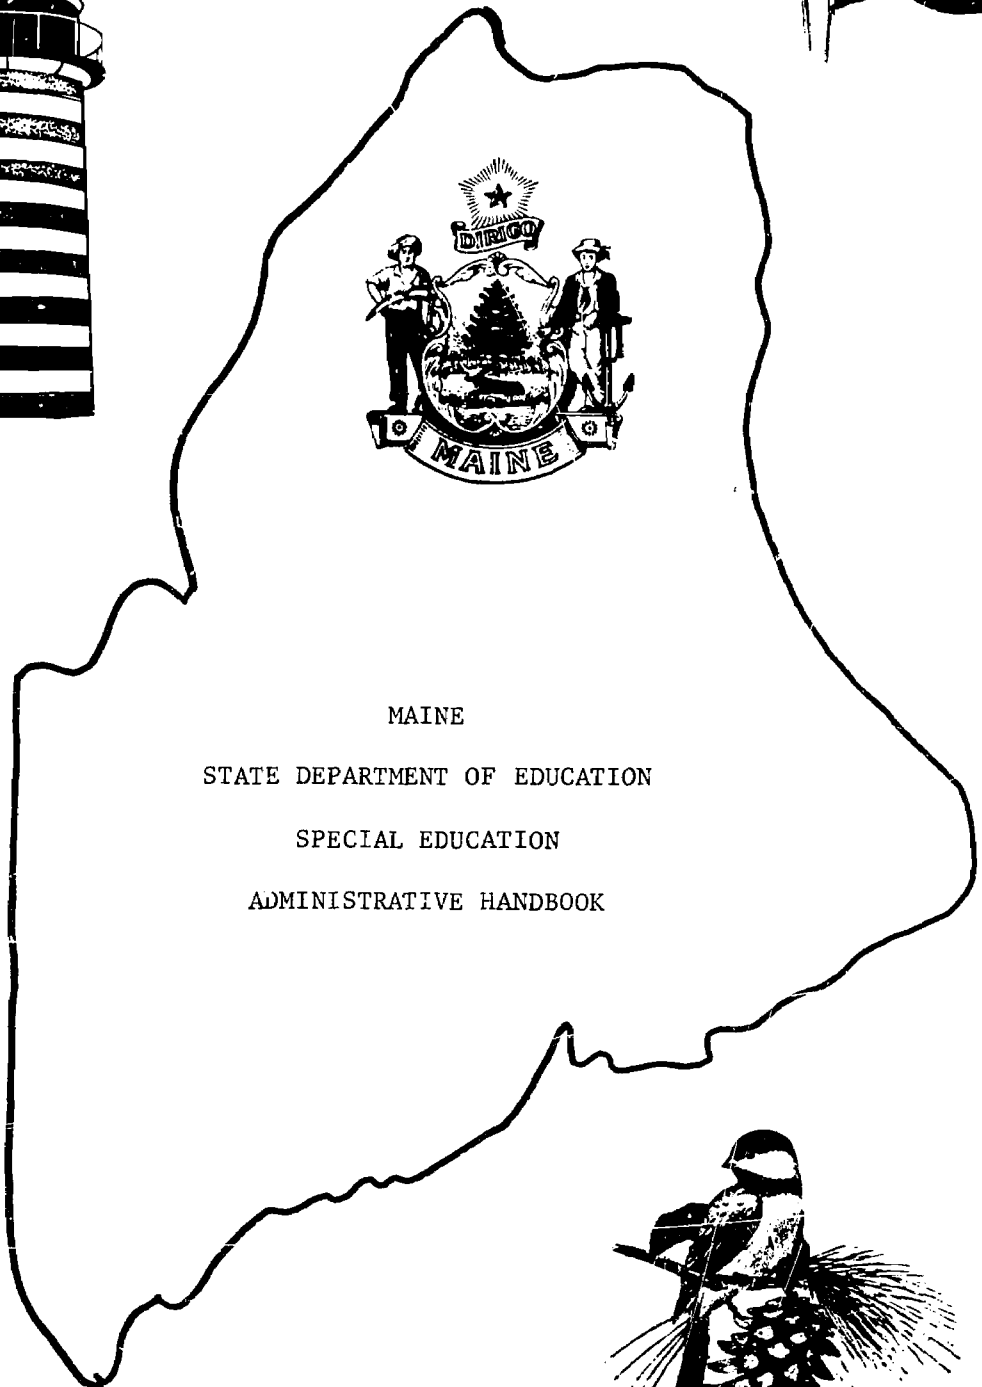 DIRIGO
MAINE
MAINE
STATE DEPARTMENT OF EDUCATION
SPECIAL EDUCATION
ADMINISTRATIVE HANDBOOK